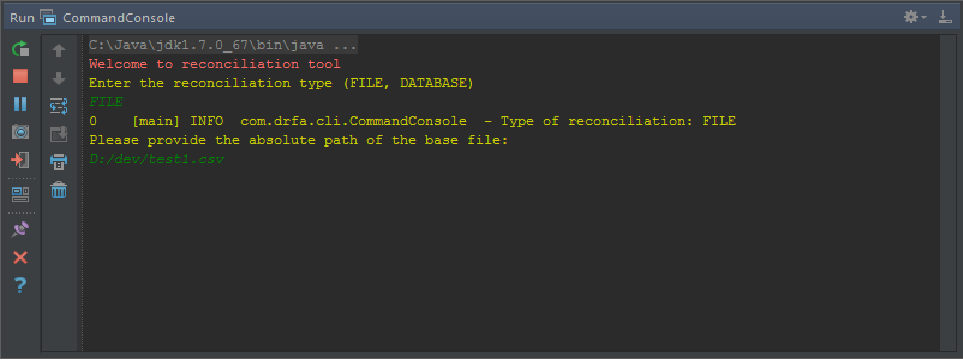 Run CommandConsole
C:\Java\jdk1.7.0_67\bin\java ...
Welcome to reconciliation tool
Enter the reconciliation type (FILE, DATABASE)
FILE
0    [main] INFO  com.drfa.cli.CommandConsole  - Type of reconciliation: FILE
Please provide the absolute path of the base file:
D:/dev/test1.csv